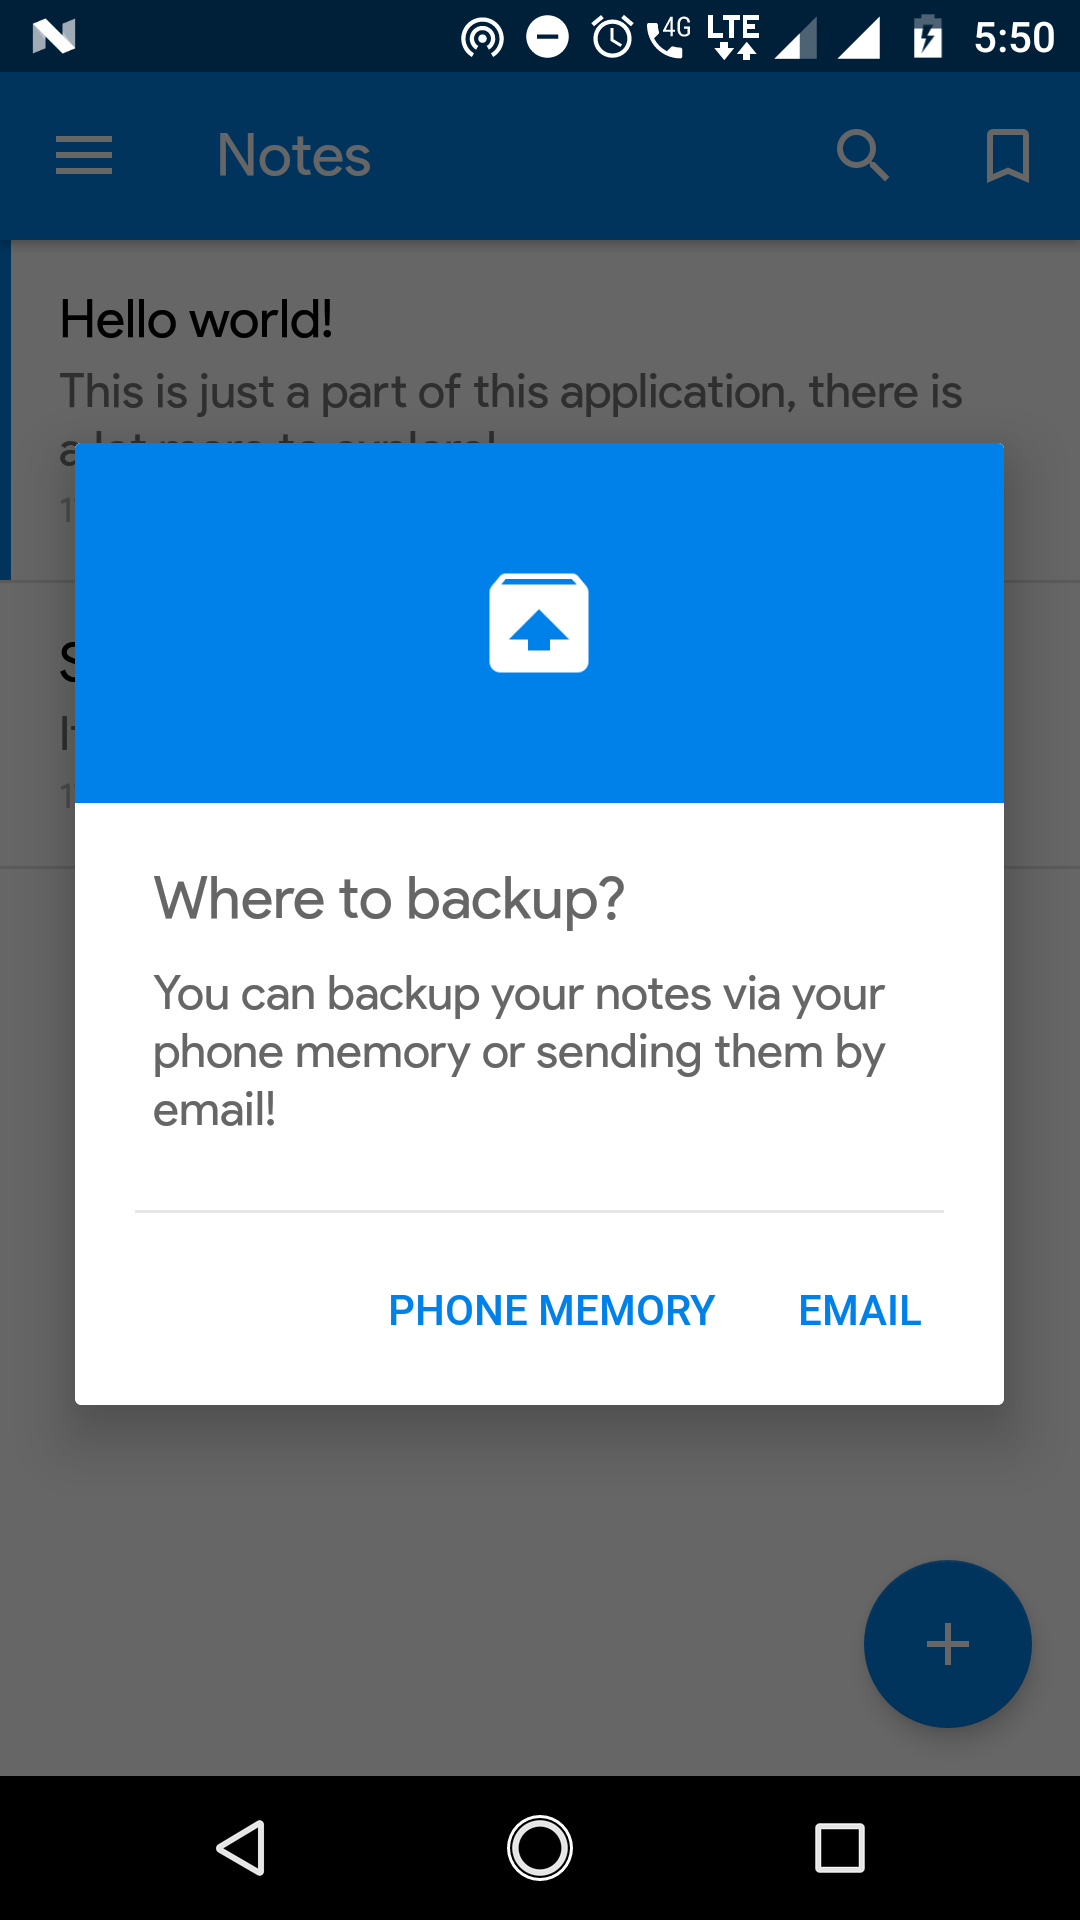 4G LTE 5:50
Notes
Hello world!
This is just a part of this application, there is
Where to backup?
You can backup your notes via your
phone memory or sending them by
email!
PHONE MEMORY EMAIL